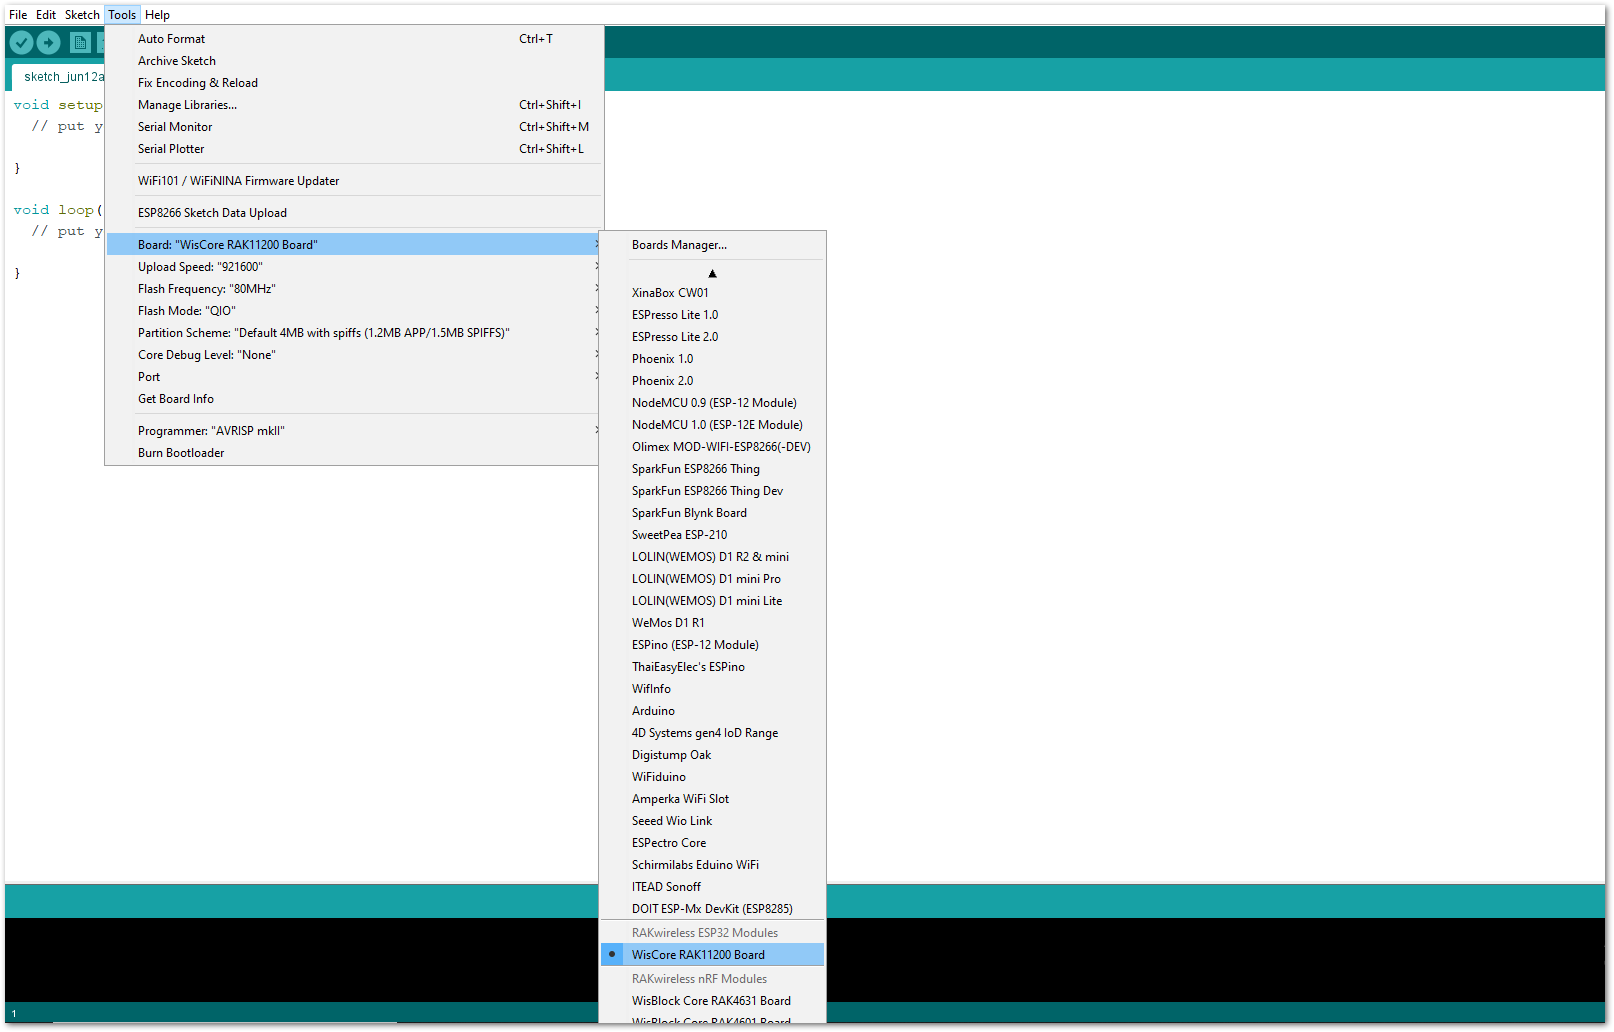 File Edit Sketch Tools Help
sketch_jun12a
void setup
// put y
}
void loop(
// put y
}
Auto Format Ctrl+T
Archive Sketch
Fix Encoding & Reload
Manage Libraries... Ctrl+Shift+I
Serial Monitor Ctrl+Shift+M
Serial Plotter Ctrl+Shift+L
WiFi101 / WiFiNINA Firmware Updater
ESP8266 Sketch Data Upload
Board: "WisCore RAK11200 Board"
Upload Speed: "921600"
Flash Frequency: "80MHz"
Flash Mode: "QIO"
Partition Scheme: "Default 4MB with spiffs (1.2MB APP/1.5MB SPIFFS)"
Core Debug Level: "None"
Port
Get Board Info
Programmer: "AVRISP mkII"
Burn Bootloader
Boards Manager...
XinaBox CW01
ESPresso Lite 1.0
ESPresso Lite 2.0
Phoenix 1.0
Phoenix 2.0
NodeMCU 0.9 (ESP-12 Module)
NodeMCU 1.0 (ESP-12E Module)
Olimex MOD-WIFI-ESP8266(-DEV)
SparkFun ESP8266 Thing
SparkFun ESP8266 Thing Dev
SparkFun Blynk Board
SweetPea ESP-210
LOLIN(WEMOS) D1 R2 & mini
LOLIN(WEMOS) D1 mini Pro
LOLIN(WEMOS) D1 mini Lite
WeMos D1 R1
ESPino (ESP-12 Module)
ThaiEasyElec's ESPino
WifInfo
Arduino
4D Systems gen4 IoD Range
Digistump Oak
WiFiduino
Amperka WiFi Slot
Seeed Wio Link
ESPectro Core
Schirmilabs Eduino WiFi
ITEAD Sonoff
DOIT ESP-Mx DevKit (ESP8285)
RAKwireless ESP32 Modules
WisCore RAK11200 Board
RAKwireless nRF Modules
WisBlock Core RAK4631 Board
WisBlock Core RAK4601 Board
1